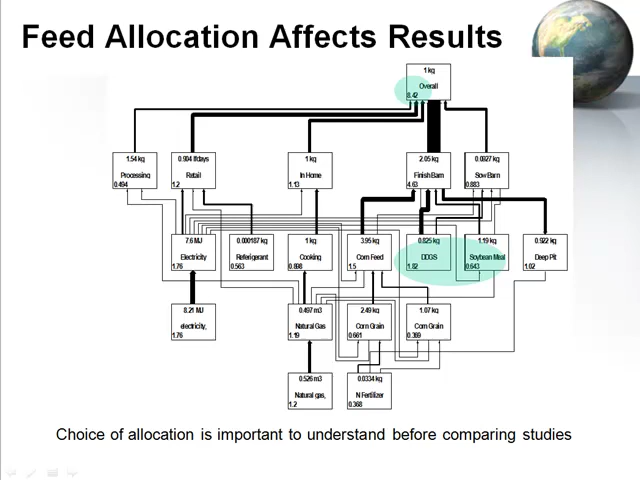 Feed Allocation Affects Results
1 kg
Overall
8.42
1.54 kg
Processing
0.494
0.904 lfdays
Retail
1.2
1 kg
In Home
1.13
2.05 kg
Finish Barn
4.63
0.0927 kg
Sow Barn
0.883
7.6 MJ
Electricity
1.76
0.000187 kg
Referigerant
0.563
1 kg
Cooking
0.898
3.95 kg
Corn Feed
1.5
0.825 kg
DDGS
1.82
1.19 kg
Soybean Meal
0.643
0.922 kg
Deep Pit
1.02
8.21 MJ
electricity,
1.76
0.497 m3
Natural Gas
1.19
2.49 kg
Corn Grain
0.661
1.07 kg
Corn Grain
0.369
0.526 m3
Natural gas,
1.2
0.0334 kg
N Fertilizer
0.368
Choice of allocation is important to understand before comparing studies